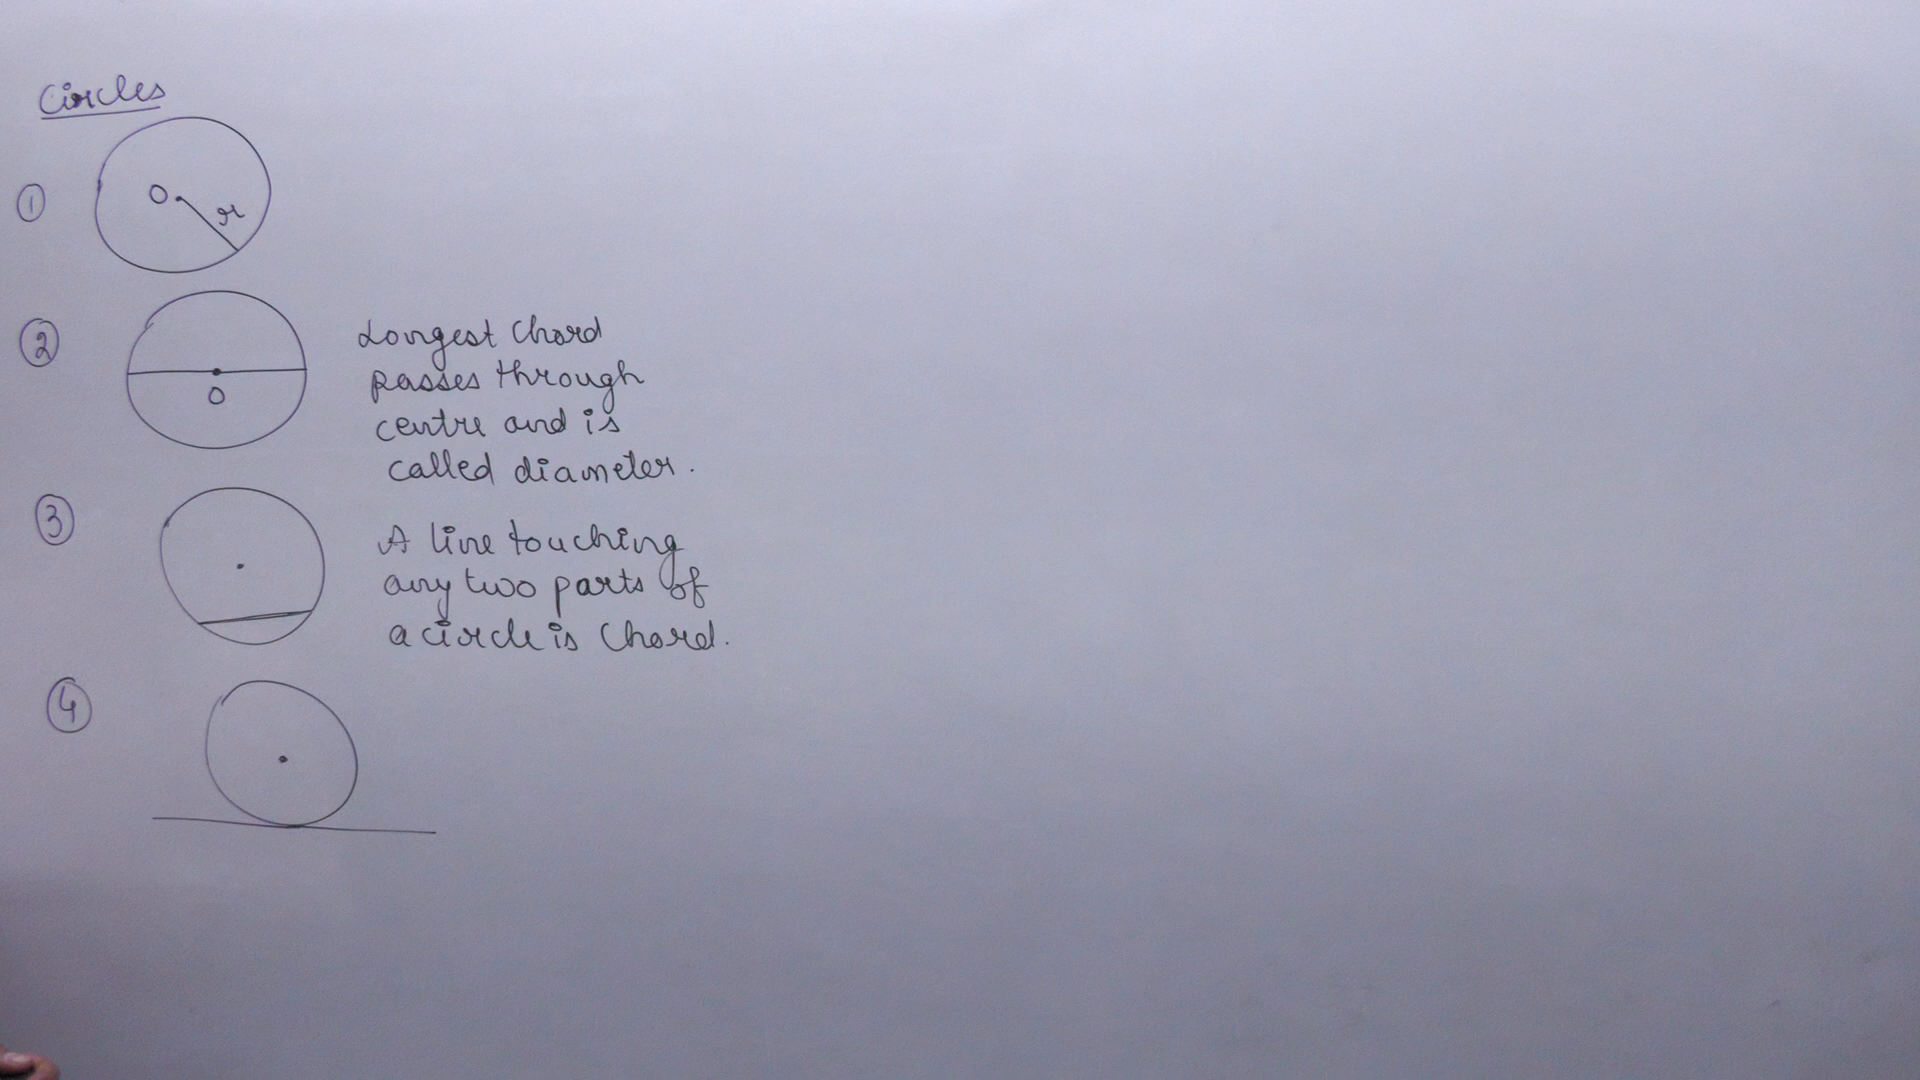 Circles
1
O r
2
O
Longest Chord
passes through
centre and is
called diameter.
3
A line touching
any two parts of
a circle is Chord.
4